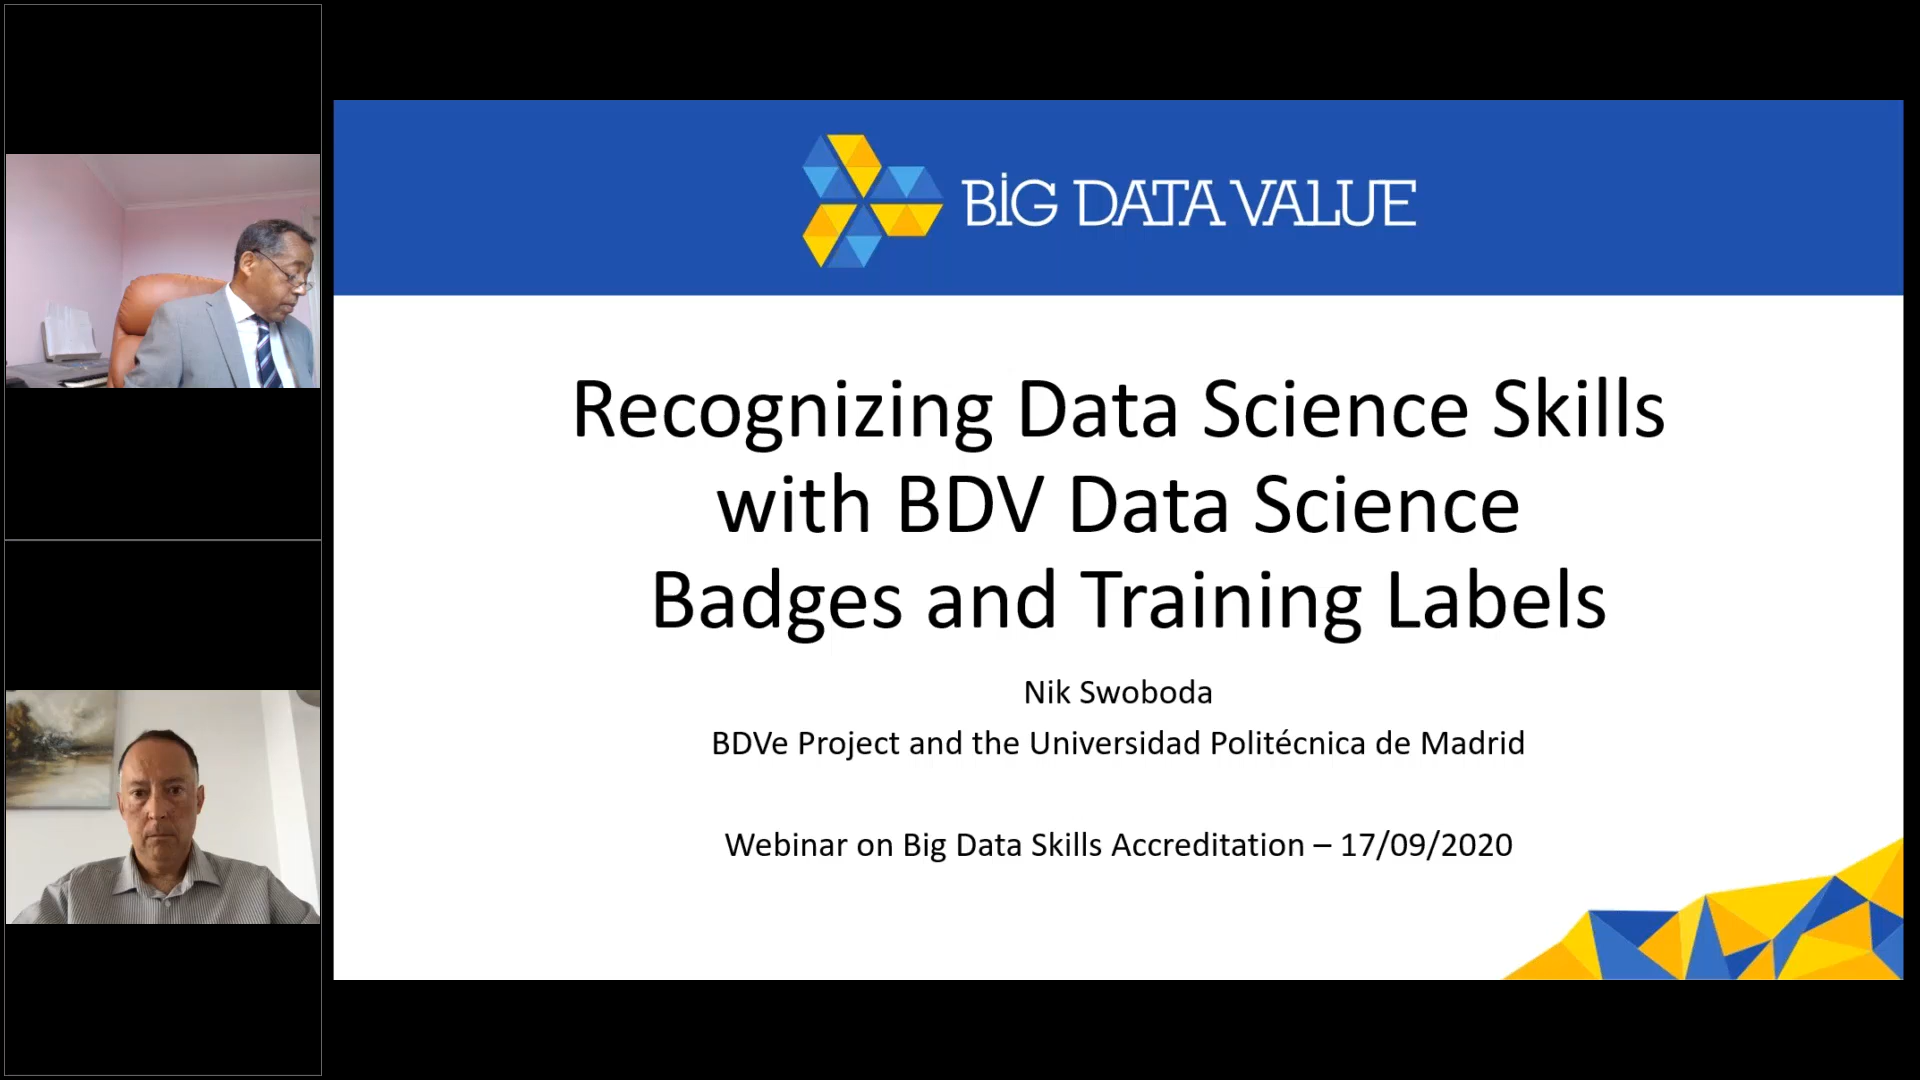 BIG DATA VALUE
Recognizing Data Science Skills
with BDV Data Science
Badges and Training Labels
Nik Swoboda
BDVe Project and the Universidad Politécnica de Madrid
Webinar on Big Data Skills Accreditation – 17/09/2020